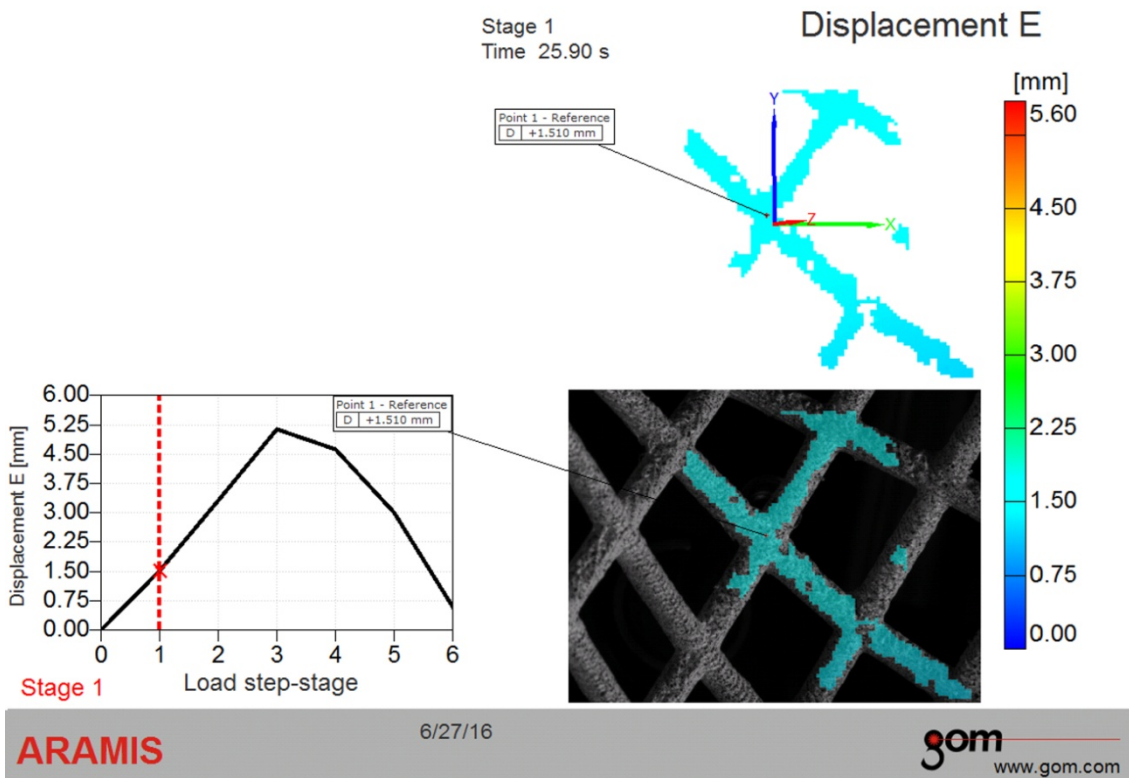 Stage 1
Time 25.90 s
Displacement E
[mm]
5.60
4.50
3.75
3.00
2.25
1.50
0.75
0.00
Point 1 - Reference
D +1.510 mm
Y
Z
X
Displacement E [mm]
6.00
5.25
4.50
3.75
3.00
2.25
1.50
0.75
0.00
Point 1 - Reference
D +1.510 mm
0 1 2 3 4 5 6
Stage 1
Load step-stage
ARAMIS
6/27/16
gom
www.gom.com